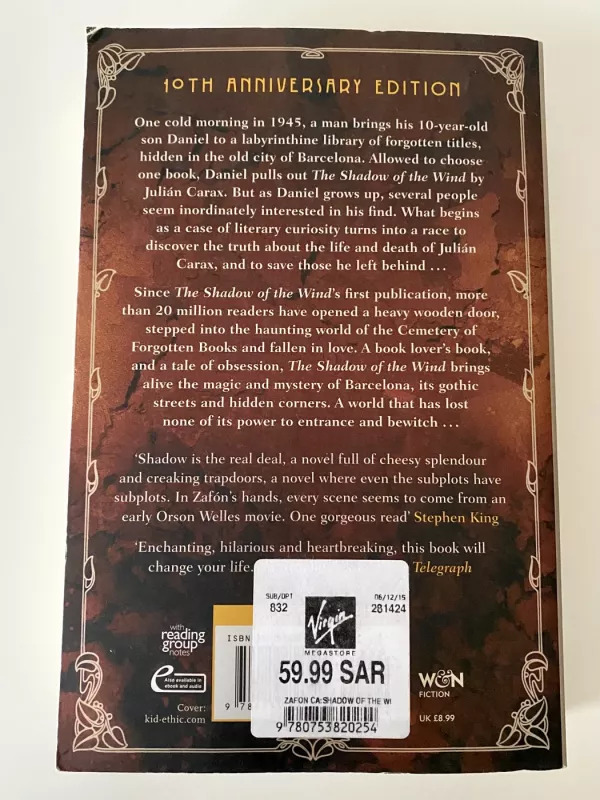 10TH ANNIVERSARY EDITION
One cold morning in 1945, a man brings his 10-year-old
son Daniel to a labyrinthine library of forgotten titles,
hidden in the old city of Barcelona. Allowed to choose
one book, Daniel pulls out The Shadow of the Wind by
Julián Carax. But as Daniel grows up, several people
seem inordinately interested in his find. What begins
as a case of literary curiosity turns into a race to
discover the truth about the life and death of Julián
Carax, and to save those he left behind ...
Since The Shadow of the Wind's first publication, more
than 20 million readers have opened a heavy wooden door,
stepped into the haunting world of the Cemetery of
Forgotten Books and fallen in love. A book lover's book,
and a tale of obsession, The Shadow of the Wind brings
alive the magic and mystery of Barcelona, its gothic
streets and hidden corners. A world that has lost
none of its power to entrance and bewitch ...
'Shadow is the real deal, a novel full of cheesy splendour
and creaking trapdoors, a novel where even the subplots have
subplots. In Zafón's hands, every scene seems to come from an
early Orson Welles movie. One gorgeous read' Stephen King
'Enchanting, hilarious and heartbreaking, this book will
change your life. Telegraph
SUB/DPT 06/12/15
832 281424
Virgin
MEGASTORE
59.99 SAR
ZAFON CA:SHADOW OF THE WI
9 780753 820254
with
reading
group
notes
e
Also available in
ebook and audio
Cover:
kid-ethic.com
ISBN
9 78
W&N
FICTION
UK £8.99